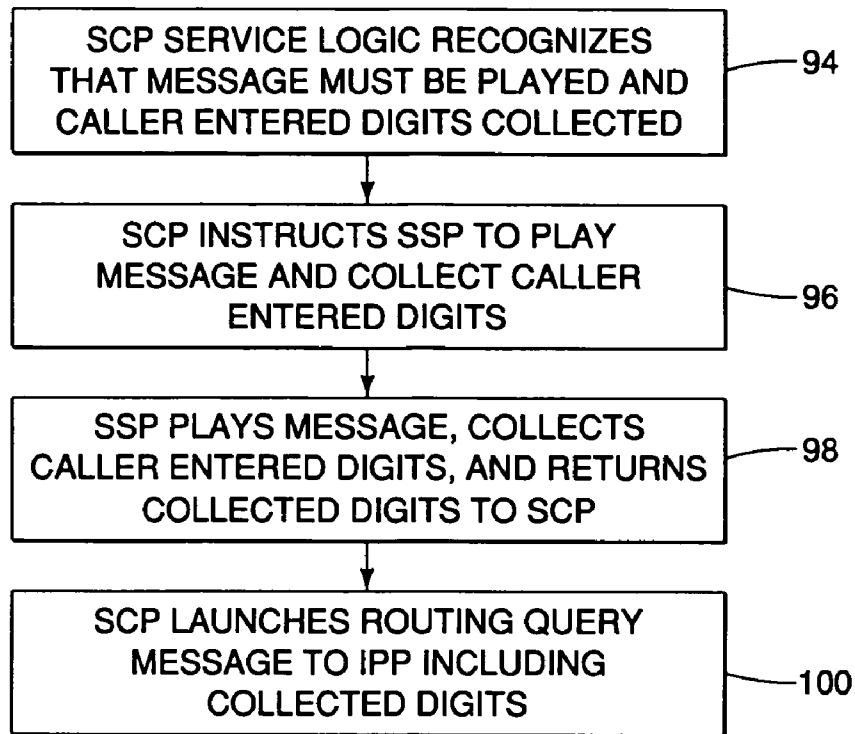 SCP SERVICE LOGIC RECOGNIZES
THAT MESSAGE MUST BE PLAYED AND
CALLER ENTERED DIGITS COLLECTED
94
SCP INSTRUCTS SSP TO PLAY
MESSAGE AND COLLECT CALLER
ENTERED DIGITS
96
SSP PLAYS MESSAGE, COLLECTS
CALLER ENTERED DIGITS, AND RETURNS
COLLECTED DIGITS TO SCP
98
SCP LAUNCHES ROUTING QUERY
MESSAGE TO IPP INCLUDING
COLLECTED DIGITS
100